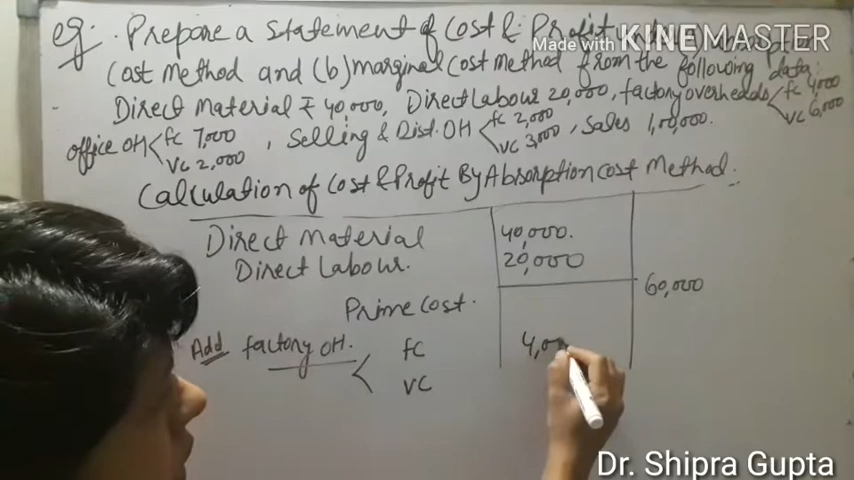 eg:. Prepare a Statement of Cost & Profit
Made with KINEMASTER
Cost Method and (b) marginal Cost Method from the following data:
Direct Material ₹ 40,000, Direct Labour 20,000, factory overheads < fc 4,000
vc 6,000
office OH < fc 7,000
vc 2,000
, Selling & Dist. OH < fc 2,000
vc 3,000
, Sales 1,00,000.
Calculation of Cost & Profit By Absorption Cost Method.
Direct Material 40,000.
Direct Labour. 20,000
Prime Cost. 60,000
Add factory OH. < fc 4,00
vc
Dr. Shipra Gupta